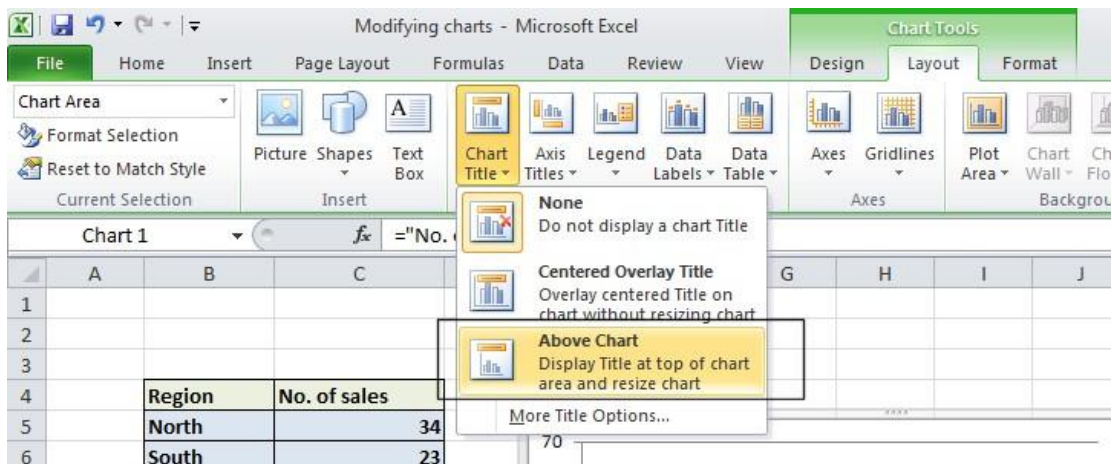 Modifying charts - Microsoft Excel
Chart Tools
File Home Insert Page Layout Formulas Data Review View Design Layout Format
Chart Area
Format Selection
Reset to Match Style
Current Selection
Picture Shapes Text Box
Insert
Chart Title Axis Titles Legend Data Labels Data Table
Axes Gridlines
Axes
Plot Area Chart Wall
None
Do not display a chart Title
Centered Overlay Title
Overlay centered Title on
chart without resizing chart
Above Chart
Display Title at top of chart
area and resize chart
More Title Options...
Chart 1 fx ="No.
A B C G H I J
1
2
3
4 Region No. of sales
5 North 34
6 South 23
70